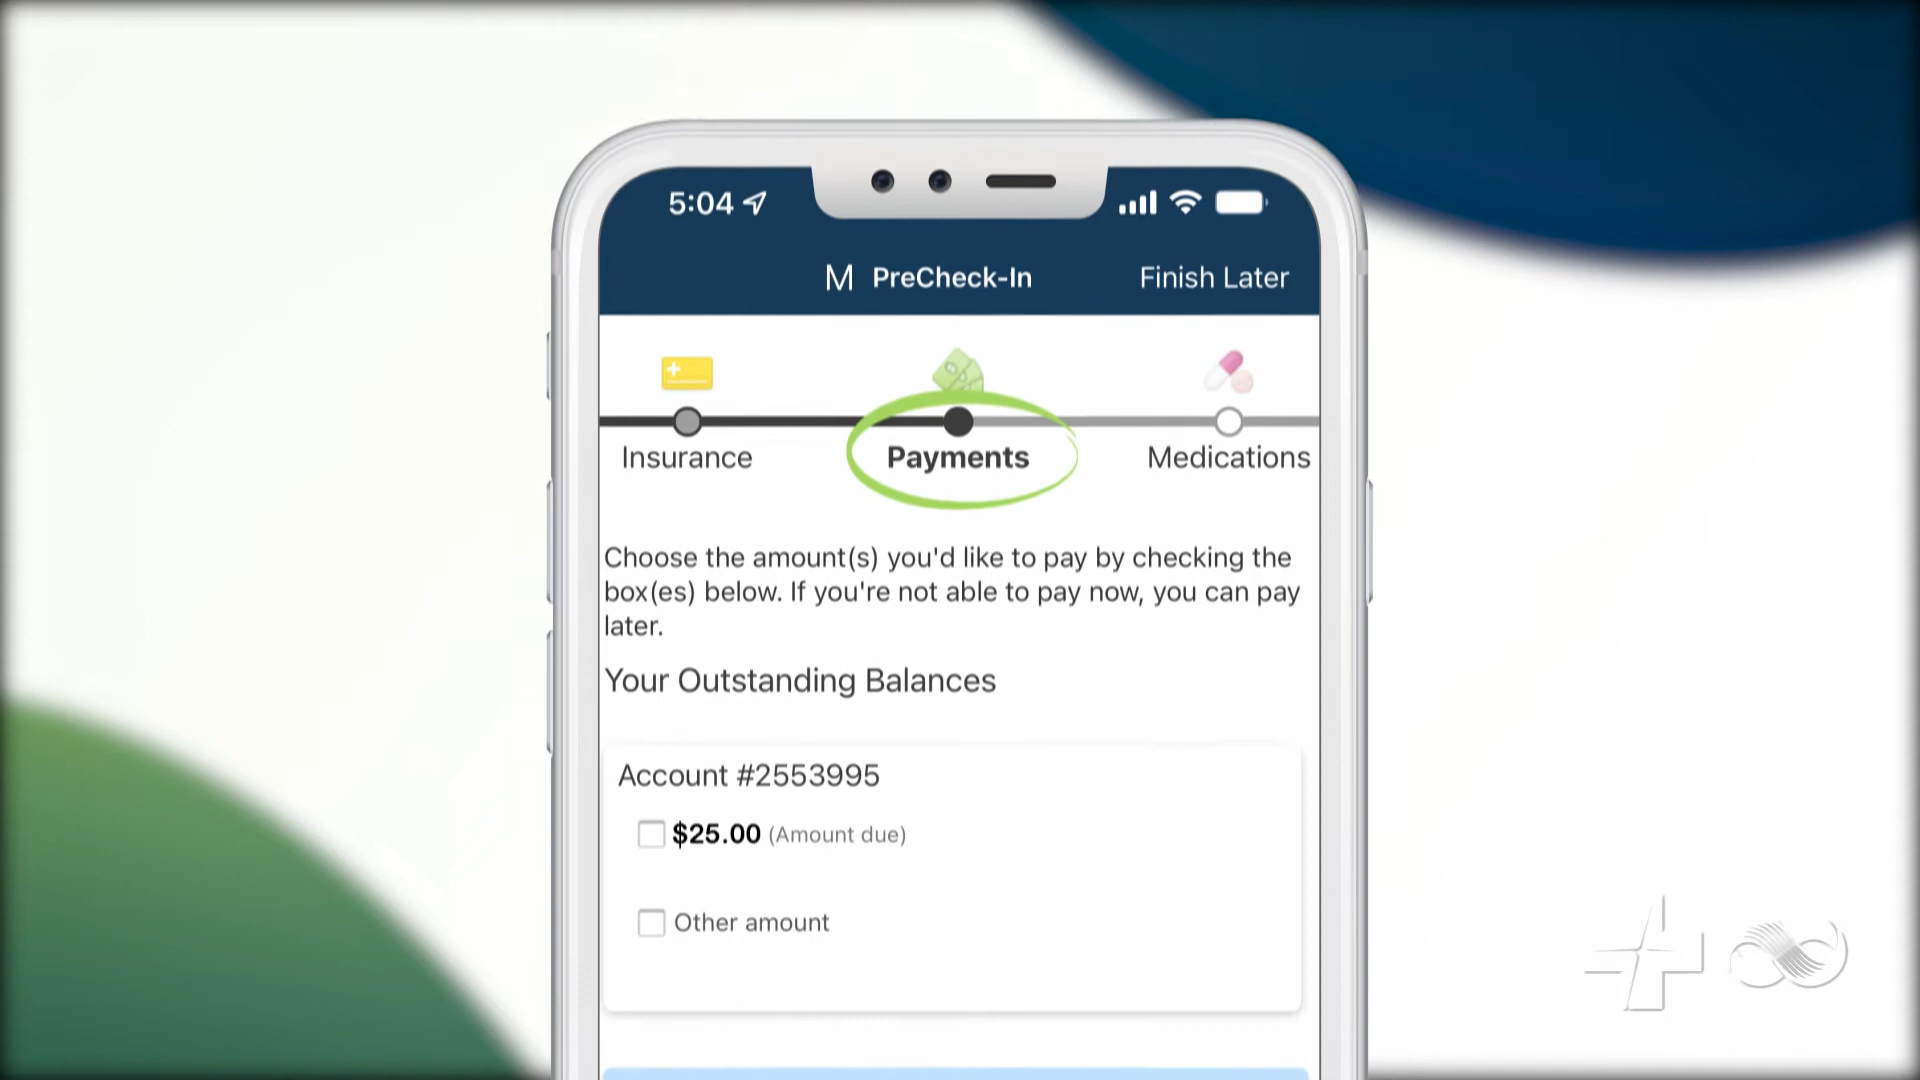 5:04
M PreCheck-In Finish Later
Insurance Payments Medications
Choose the amount(s) you'd like to pay by checking the
box(es) below. If you're not able to pay now, you can pay
later.
Your Outstanding Balances
Account #2553995
$25.00 (Amount due)
Other amount